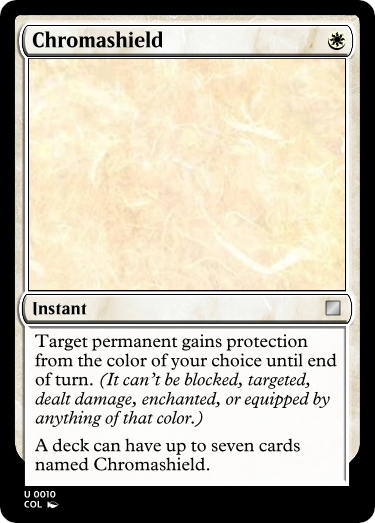 Chromashield
Instant
Target permanent gains protection
from the color of your choice until end
of turn. (It can't be blocked, targeted,
dealt damage, enchanted, or equipped by
anything of that color.)
A deck can have up to seven cards
named Chromashield.
U 0010
COL